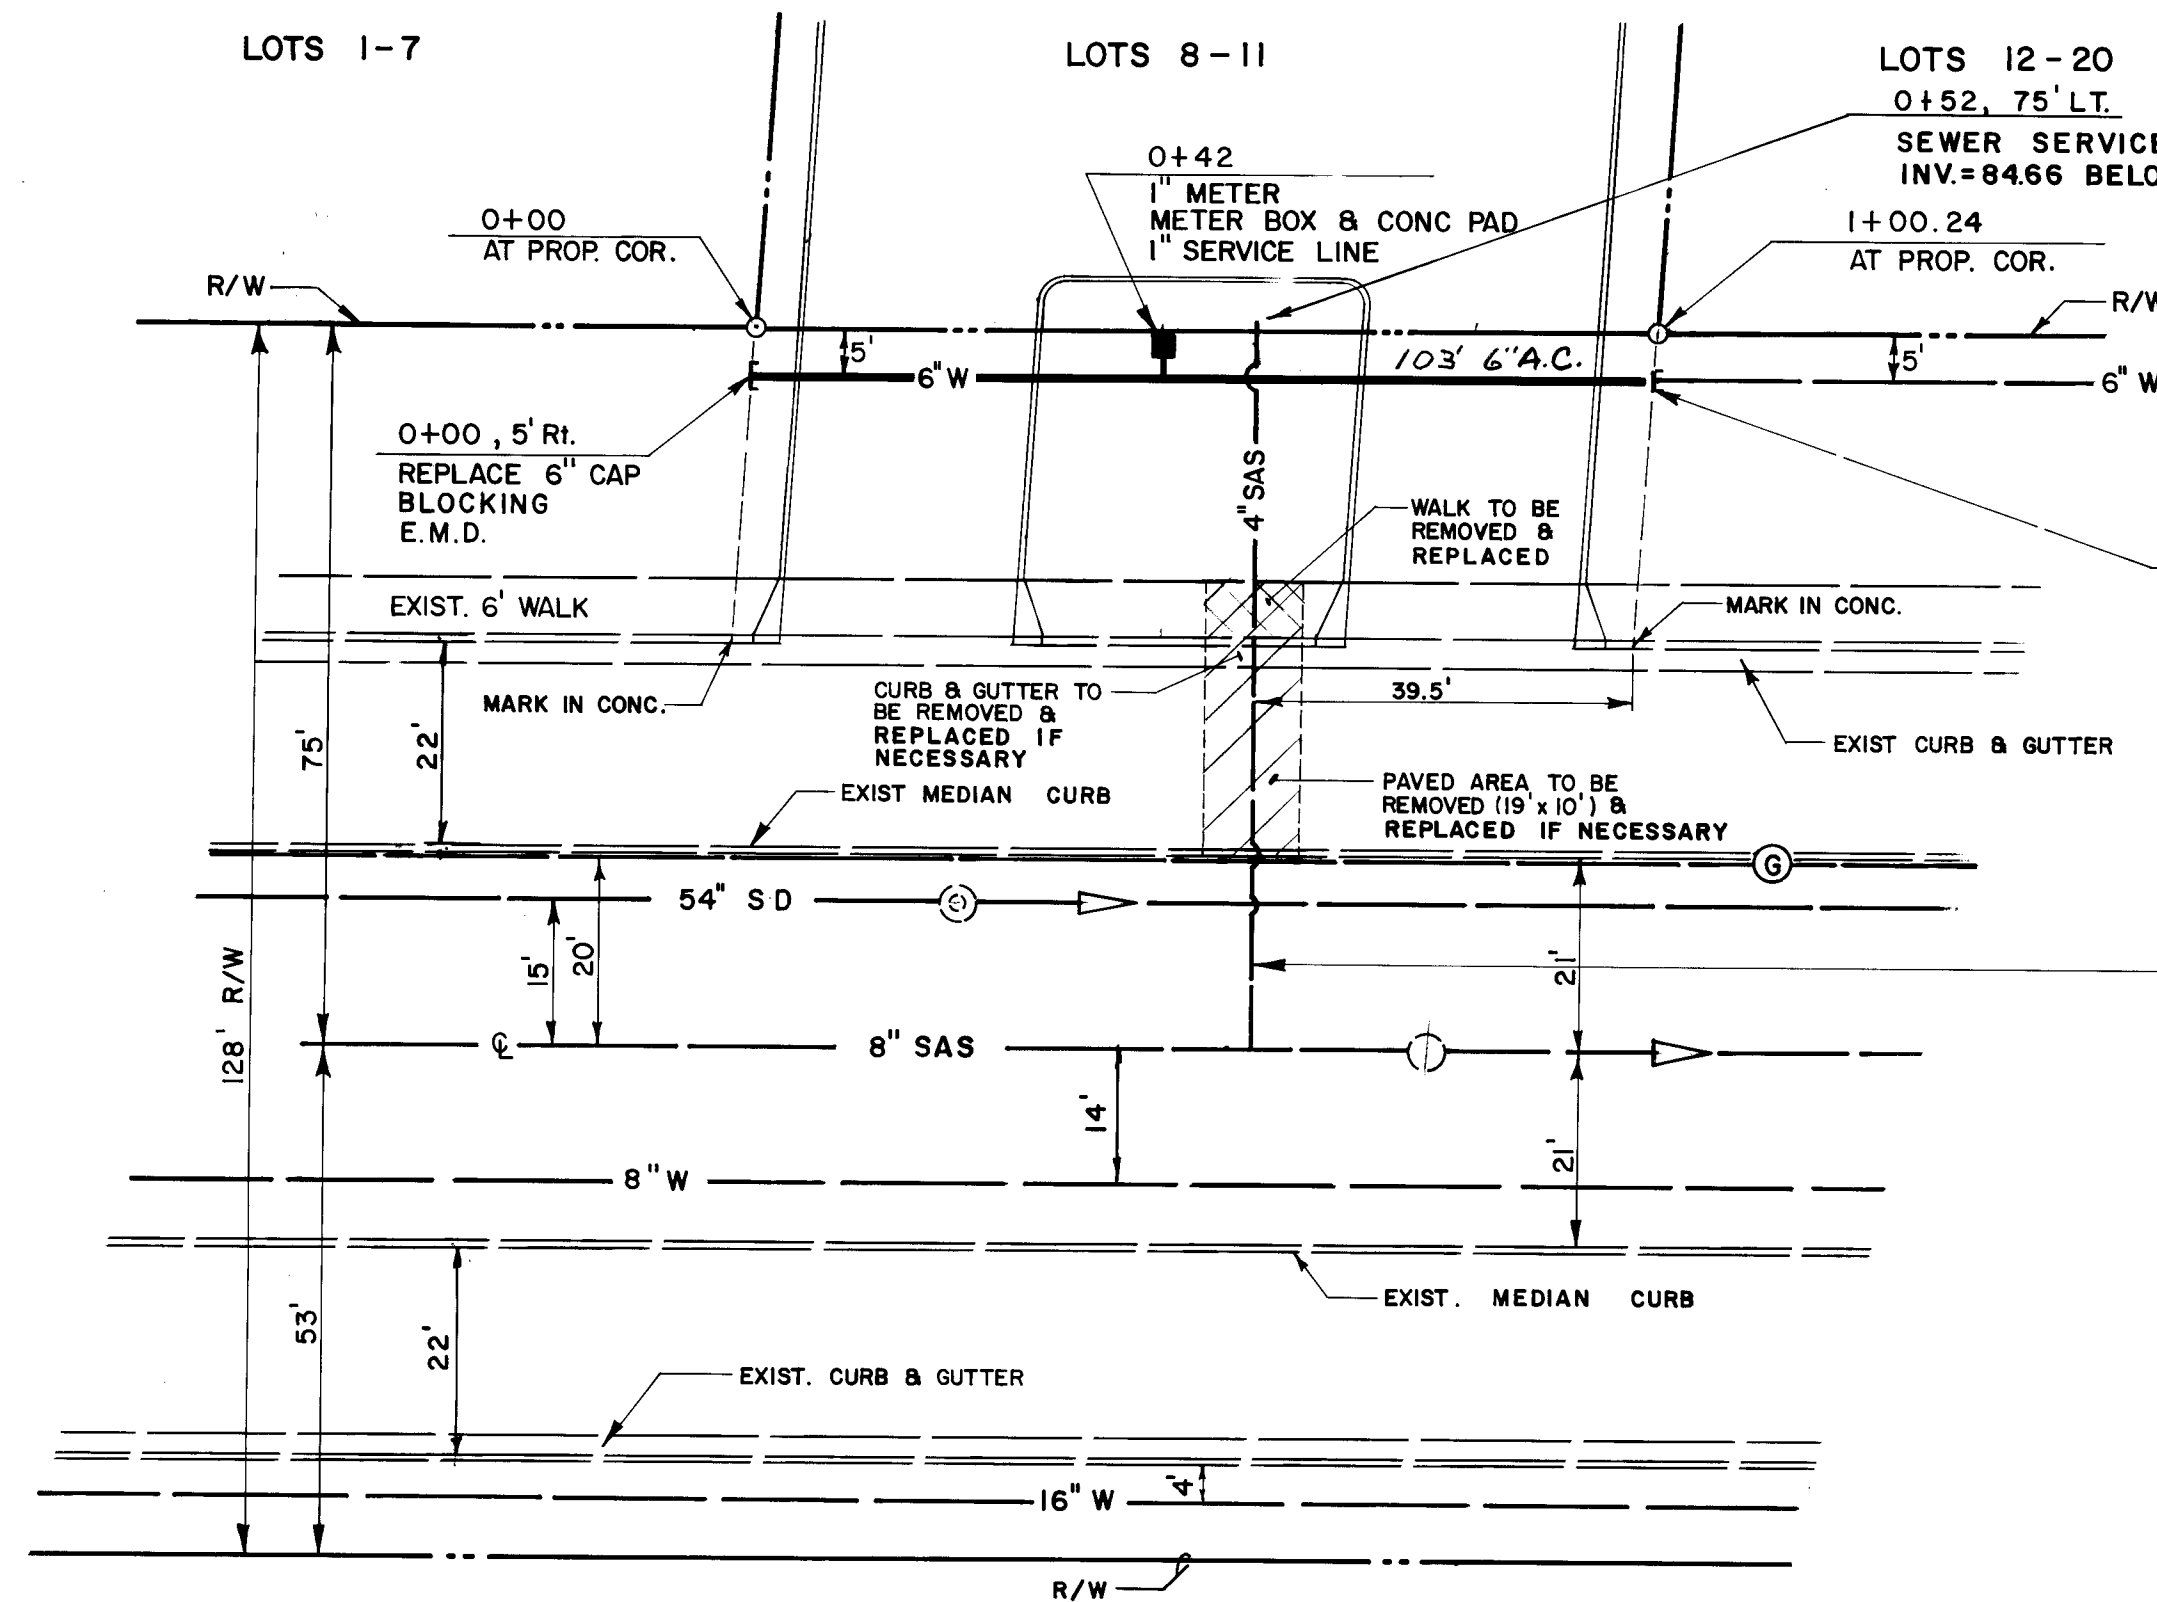 LOTS 1-7
LOTS 8-11
LOTS 12-20
0+52, 75' LT.
SEWER SERVICE
INV.=84.66
0+42
1" METER
METER BOX & CONC PAD
1" SERVICE LINE
0+00
AT PROP. COR.
1+00.24
AT PROP. COR.
R/W
R/W
5'
103' 6" A.C.
5'
6" W
6" W
0+00, 5' Rt.
REPLACE 6" CAP
BLOCKING
E.M.D.
4" SAS
WALK TO BE
REMOVED &
REPLACED
EXIST. 6' WALK
MARK IN CONC.
MARK IN CONC.
CURB & GUTTER TO
BE REMOVED &
REPLACED IF
NECESSARY
39.5'
EXIST CURB & GUTTER
75'
22'
EXIST MEDIAN CURB
PAVED AREA TO BE
REMOVED (19' x 10') &
REPLACED IF NECESSARY
G
54" SD
S
15'
20'
21'
128' R/W
CL
8" SAS
14'
21'
8" W
EXIST. MEDIAN CURB
53'
22'
EXIST. CURB & GUTTER
4'
16" W
R/W